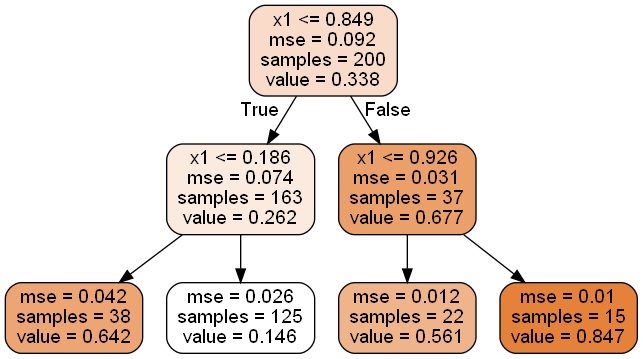 x1 <= 0.849
mse = 0.092
samples = 200
value = 0.338
True
False
x1 <= 0.186
mse = 0.074
samples = 163
value = 0.262
x1 <= 0.926
mse = 0.031
samples = 37
value = 0.677
mse = 0.042
samples = 38
value = 0.642
mse = 0.026
samples = 125
value = 0.146
mse = 0.012
samples = 22
value = 0.561
mse = 0.01
samples = 15
value = 0.847